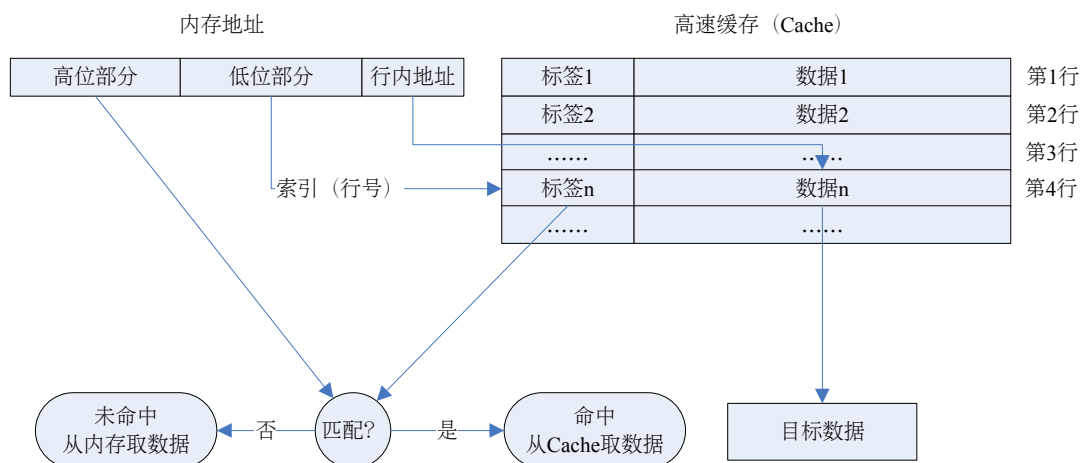 内存地址
高速缓存（Cache）
高位部分 低位部分 行内地址
标签1 数据1 第1行
标签2 数据2 第2行
…… …… 第3行
索引（行号） 标签n 数据n 第4行
…… ……
未命中
从内存取数据
否
匹配?
是
命中
从Cache取数据
目标数据